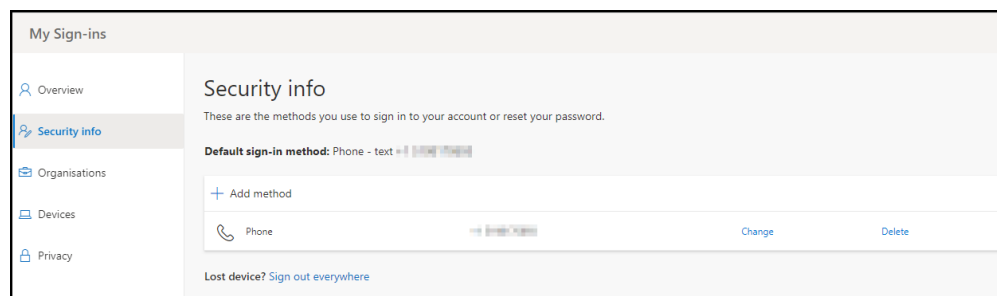 My Sign-ins
Overview
Security info
Organisations
Devices
Privacy
Security info
These are the methods you use to sign in to your account or reset your password.
Default sign-in method: Phone - text
+ Add method
Phone Change Delete
Lost device? Sign out everywhere